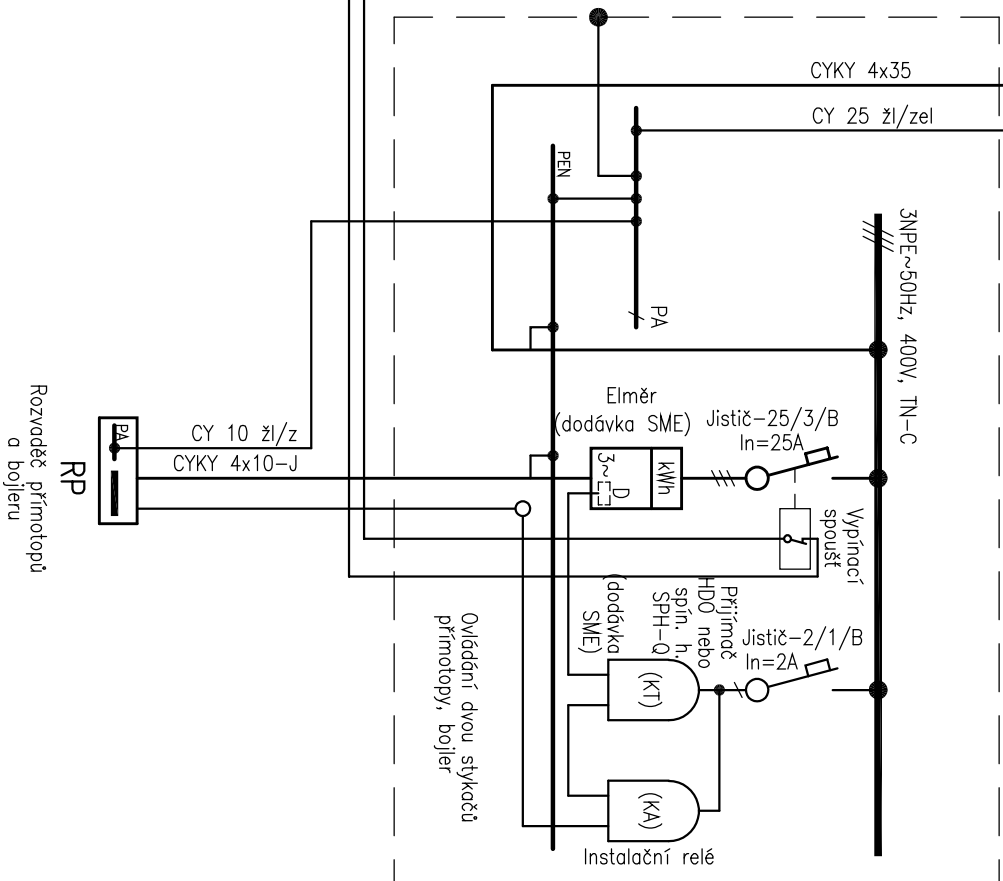 CYKY 4x35
CY 25 žl/zel
PEN
3NPE~50Hz, 400V, TN-C
PA
Elměr
(dodávka SME)
Jistič-25/3/B
In=25A
kWh
3~
D
Vypínací
spoušť
CY 10 žl/z
CYKY 4x10-J
PA
RP
Rozvaděč přímotopů
a bojleru
Přijímač
HDO nebo
spín. h.
SPH-Q
(dodávka
SME)
Jistič-2/1/B
In=2A
(KT)
(KA)
Ovládání dvou stykačů
přímotopy, bojler
Instalační relé